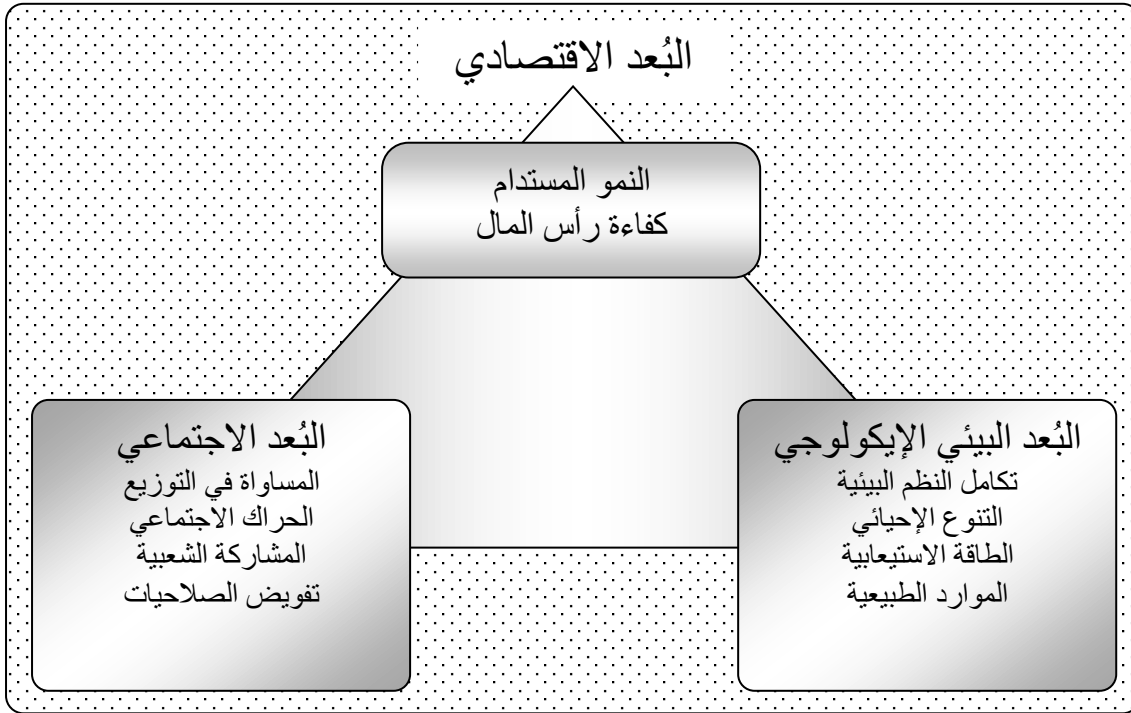 البُعد الاقتصادي
النمو المستدام
كفاءة رأس المال
البُعد البيئي الإيكولوجي
تكامل النظم البيئية
التنوع الإحيائي
الطاقة الاستيعابية
الموارد الطبيعية
البُعد الاجتماعي
المساواة في التوزيع
الحراك الاجتماعي
المشاركة الشعبية
تفويض الصلاحيات